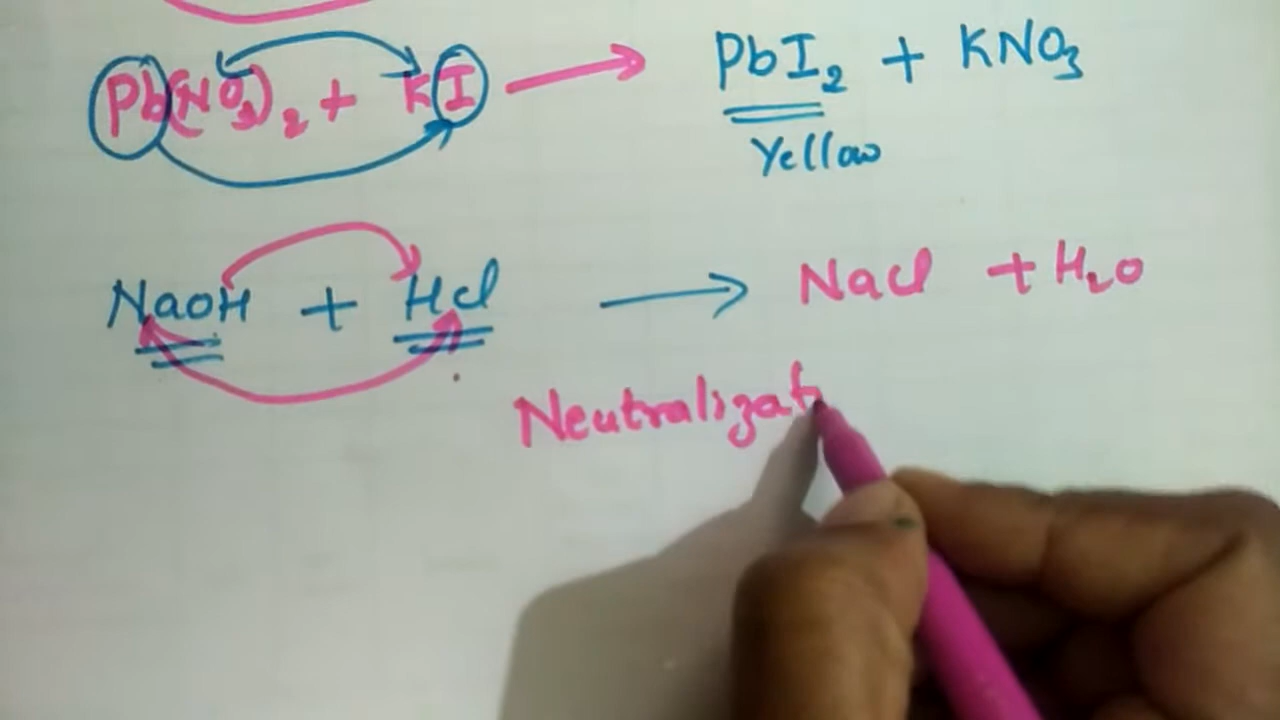 Pb(NO3)2 + KI → PbI2 + KNO3
Yellow
NaoH + Hcl → Nacl + H2O
Neutralizat